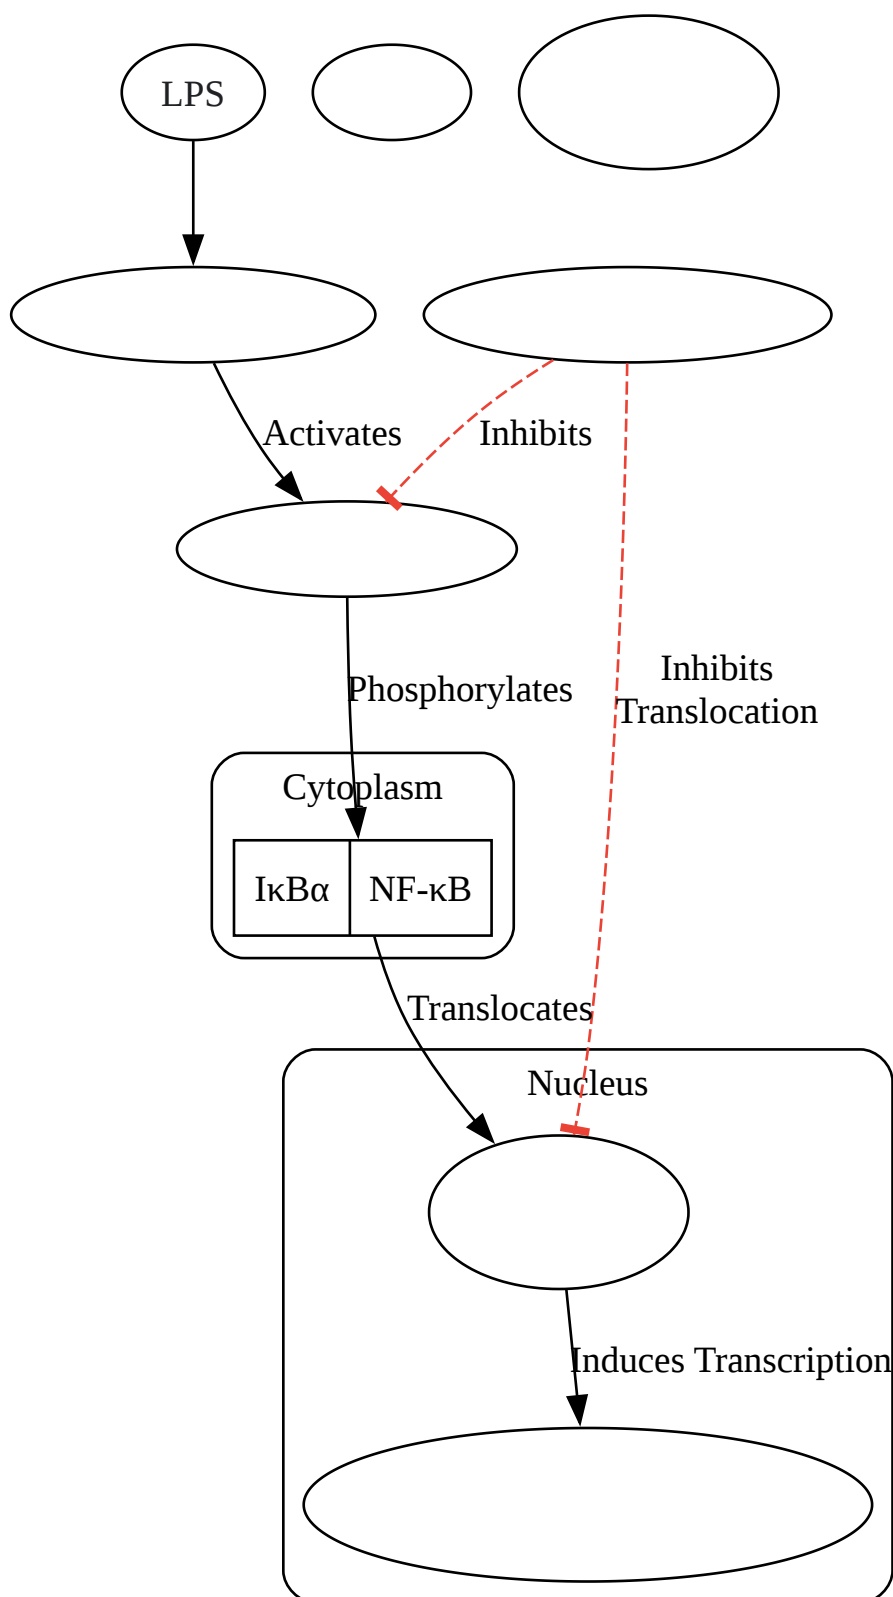 LPS
Activates
Inhibits
Phosphorylates
Inhibits
Translocation
Cytoplasm
IκBα
NF-κB
Translocates
Nucleus
Induces Transcription